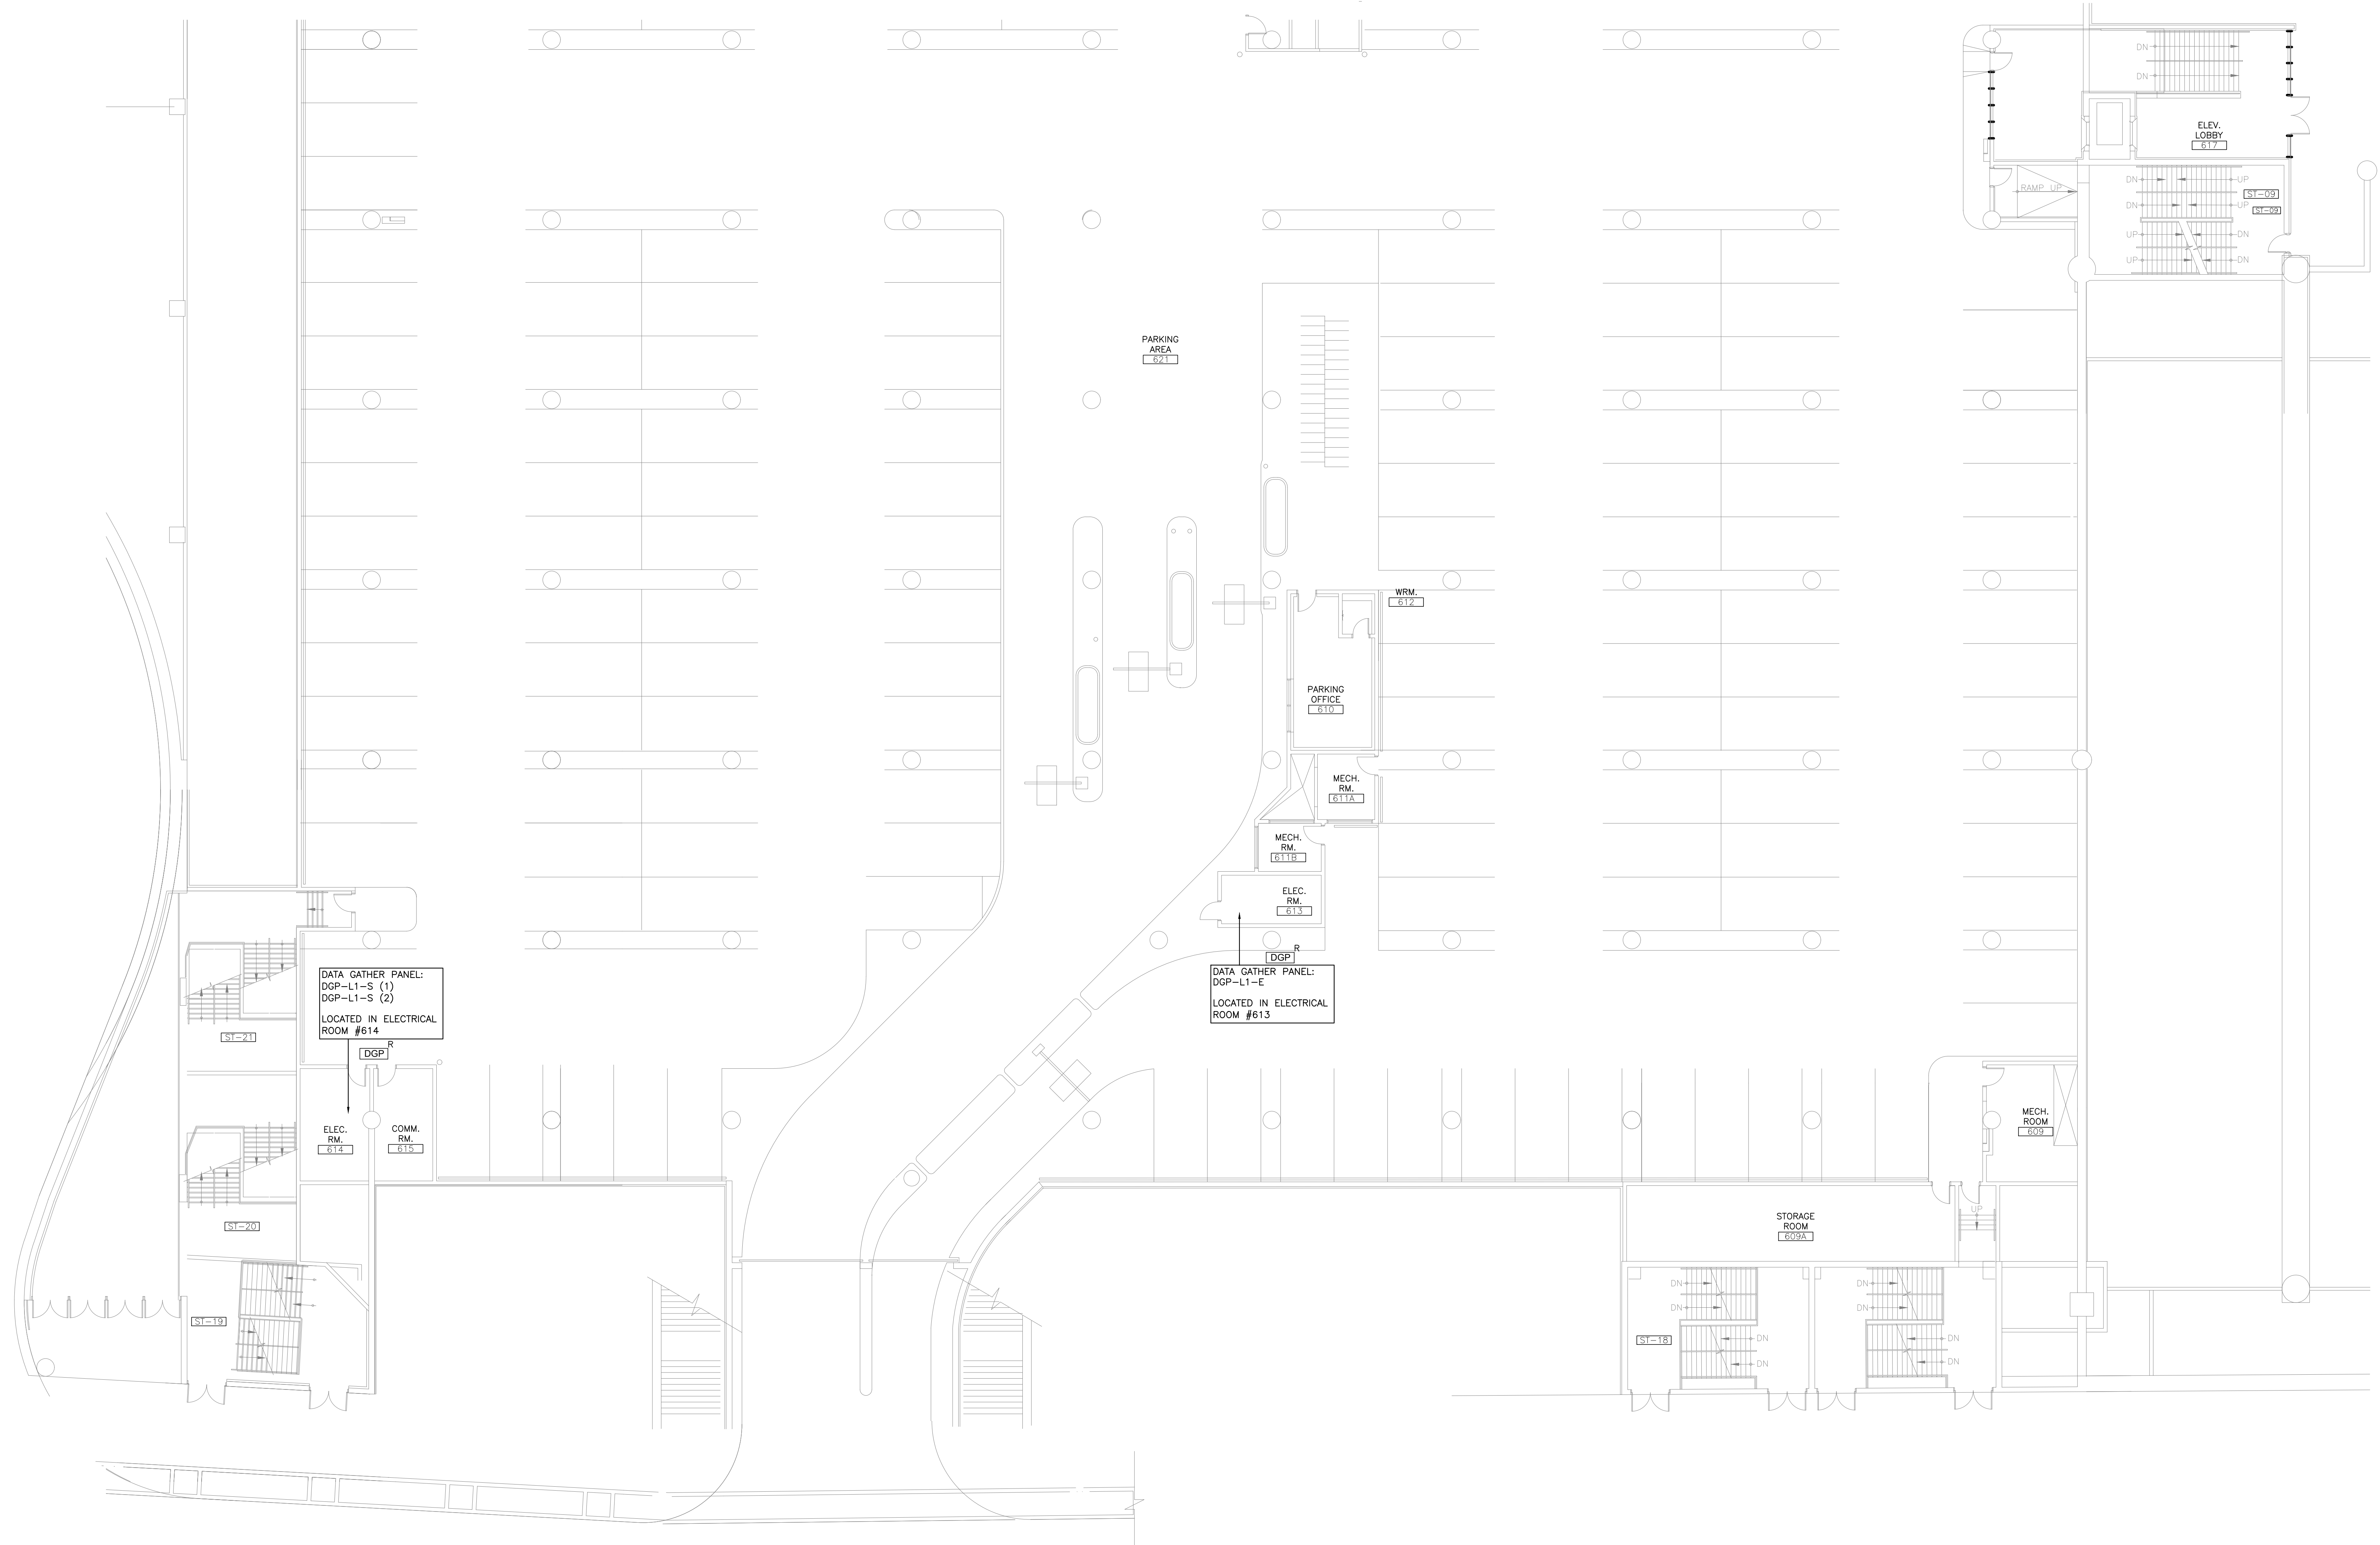 DN
DN
ELEV.
LOBBY
617
DN
UP
ST-09
RAMP UP
DN
UP
ST-09
UP
DN
UP
DN
PARKING
AREA
621
WRM.
612
PARKING
OFFICE
610
MECH.
RM.
611A
MECH.
RM.
611B
ELEC.
RM.
613
R
DGP
DATA GATHER PANEL:
DGP-L1-E
LOCATED IN ELECTRICAL
ROOM #613
DATA GATHER PANEL:
DGP-L1-S (1)
DGP-L1-S (2)
LOCATED IN ELECTRICAL
ROOM #614
R
DGP
ST-21
ELEC.
RM.
614
COMM.
RM.
615
MECH.
ROOM
609
ST-20
STORAGE
ROOM
609A
UP
ST-19
DN
DN
DN
DN
ST-18
DN
DN
DN
DN